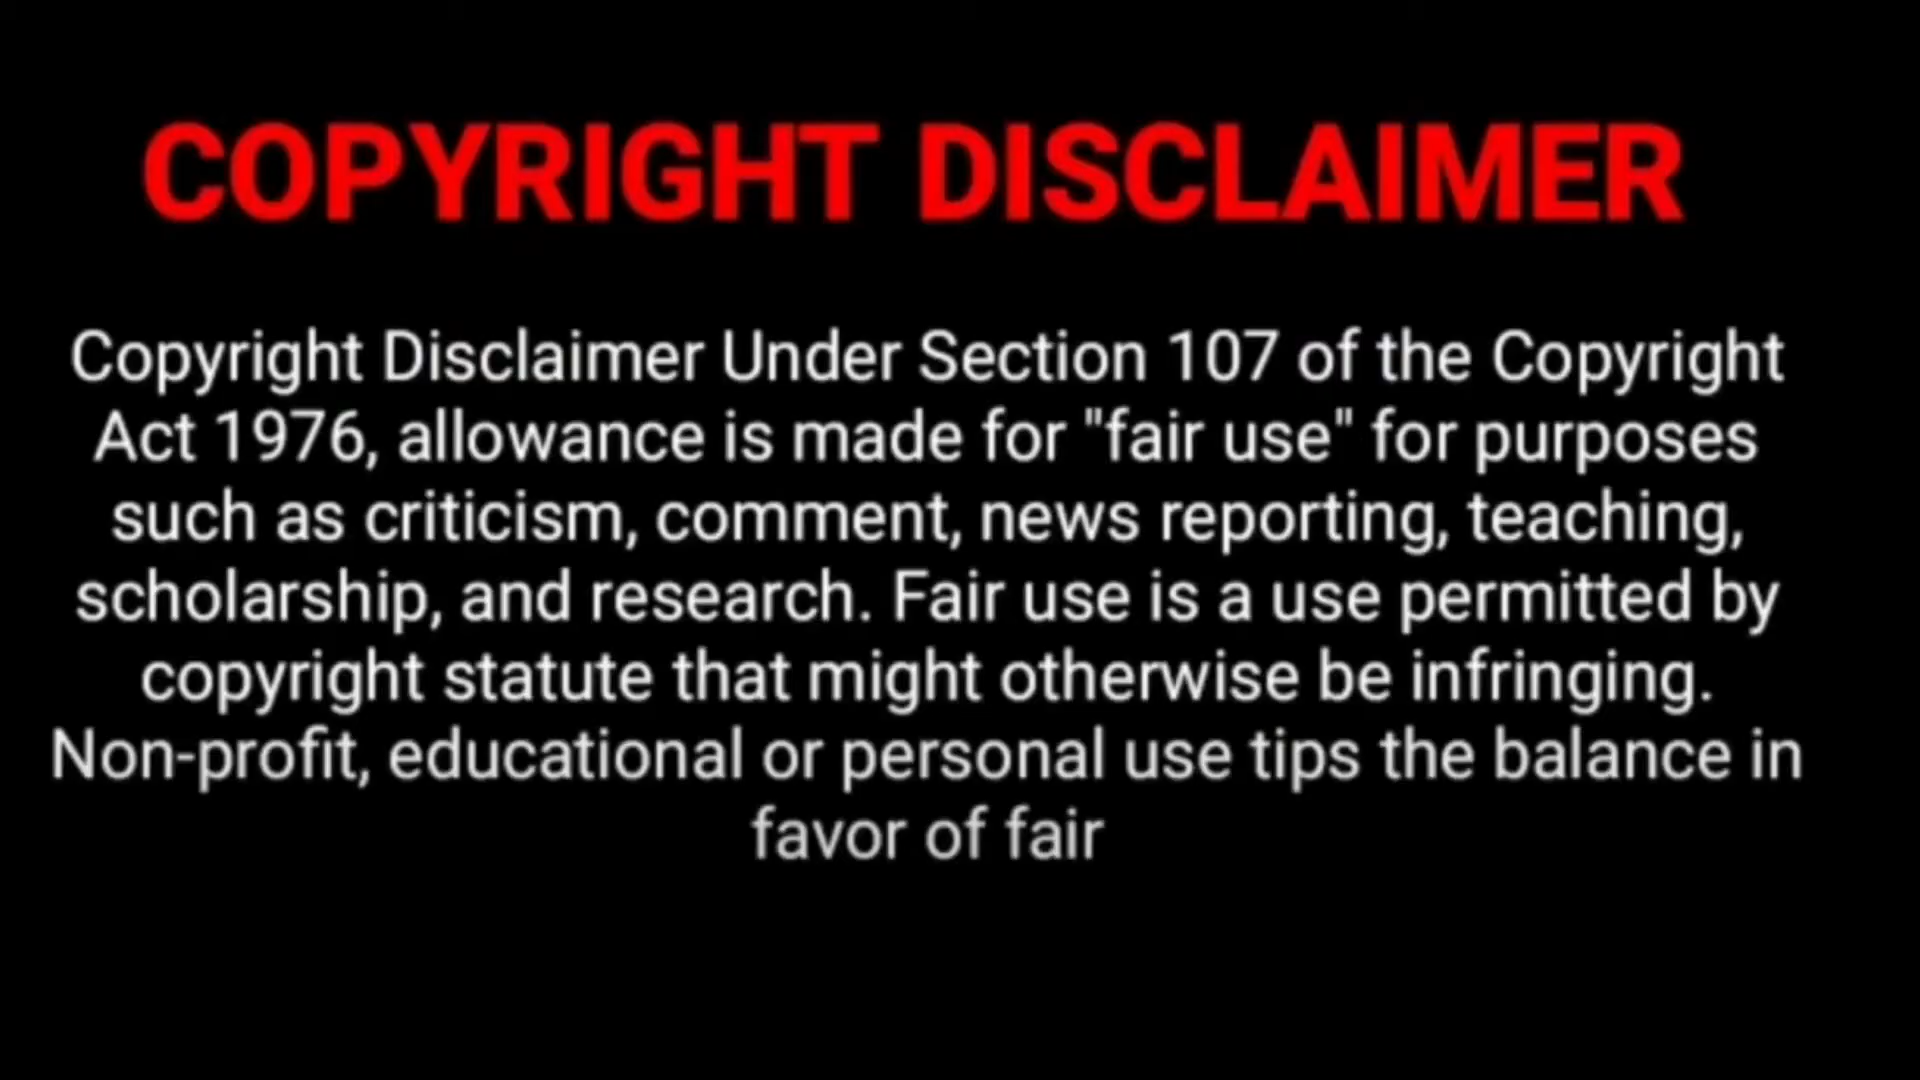 COPYRIGHT DISCLAIMER
Copyright Disclaimer Under Section 107 of the Copyright
Act 1976, allowance is made for "fair use" for purposes
such as criticism, comment, news reporting, teaching,
scholarship, and research. Fair use is a use permitted by
copyright statute that might otherwise be infringing.
Non-profit, educational or personal use tips the balance in
favor of fair